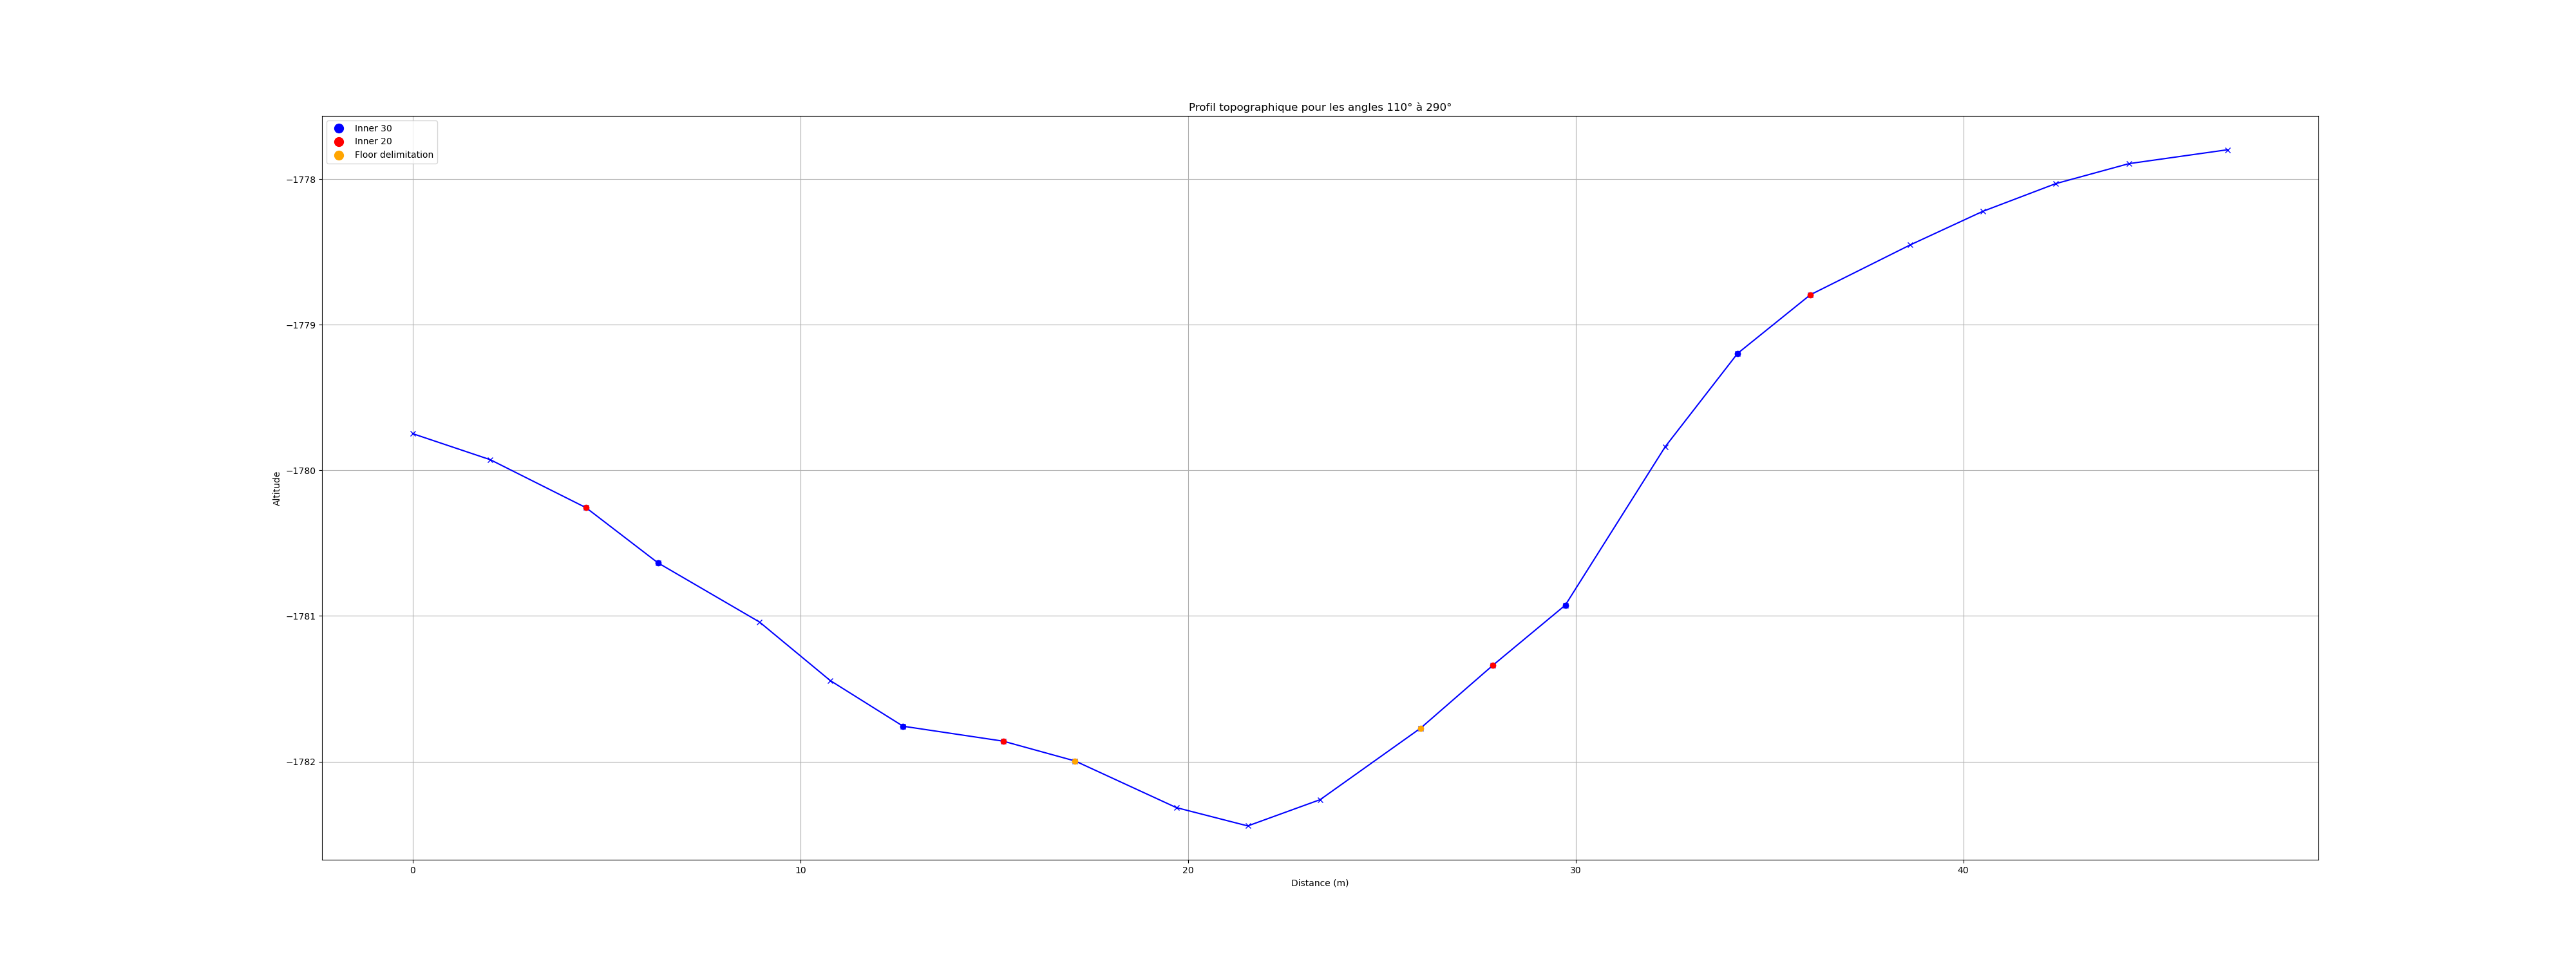 Profil topographique pour les angles 110° à 290°
Inner 30
Inner 20
Floor delimitation
−1778
−1779
−1780
−1781
−1782
Altitude
0 10 20 30 40
Distance (m)